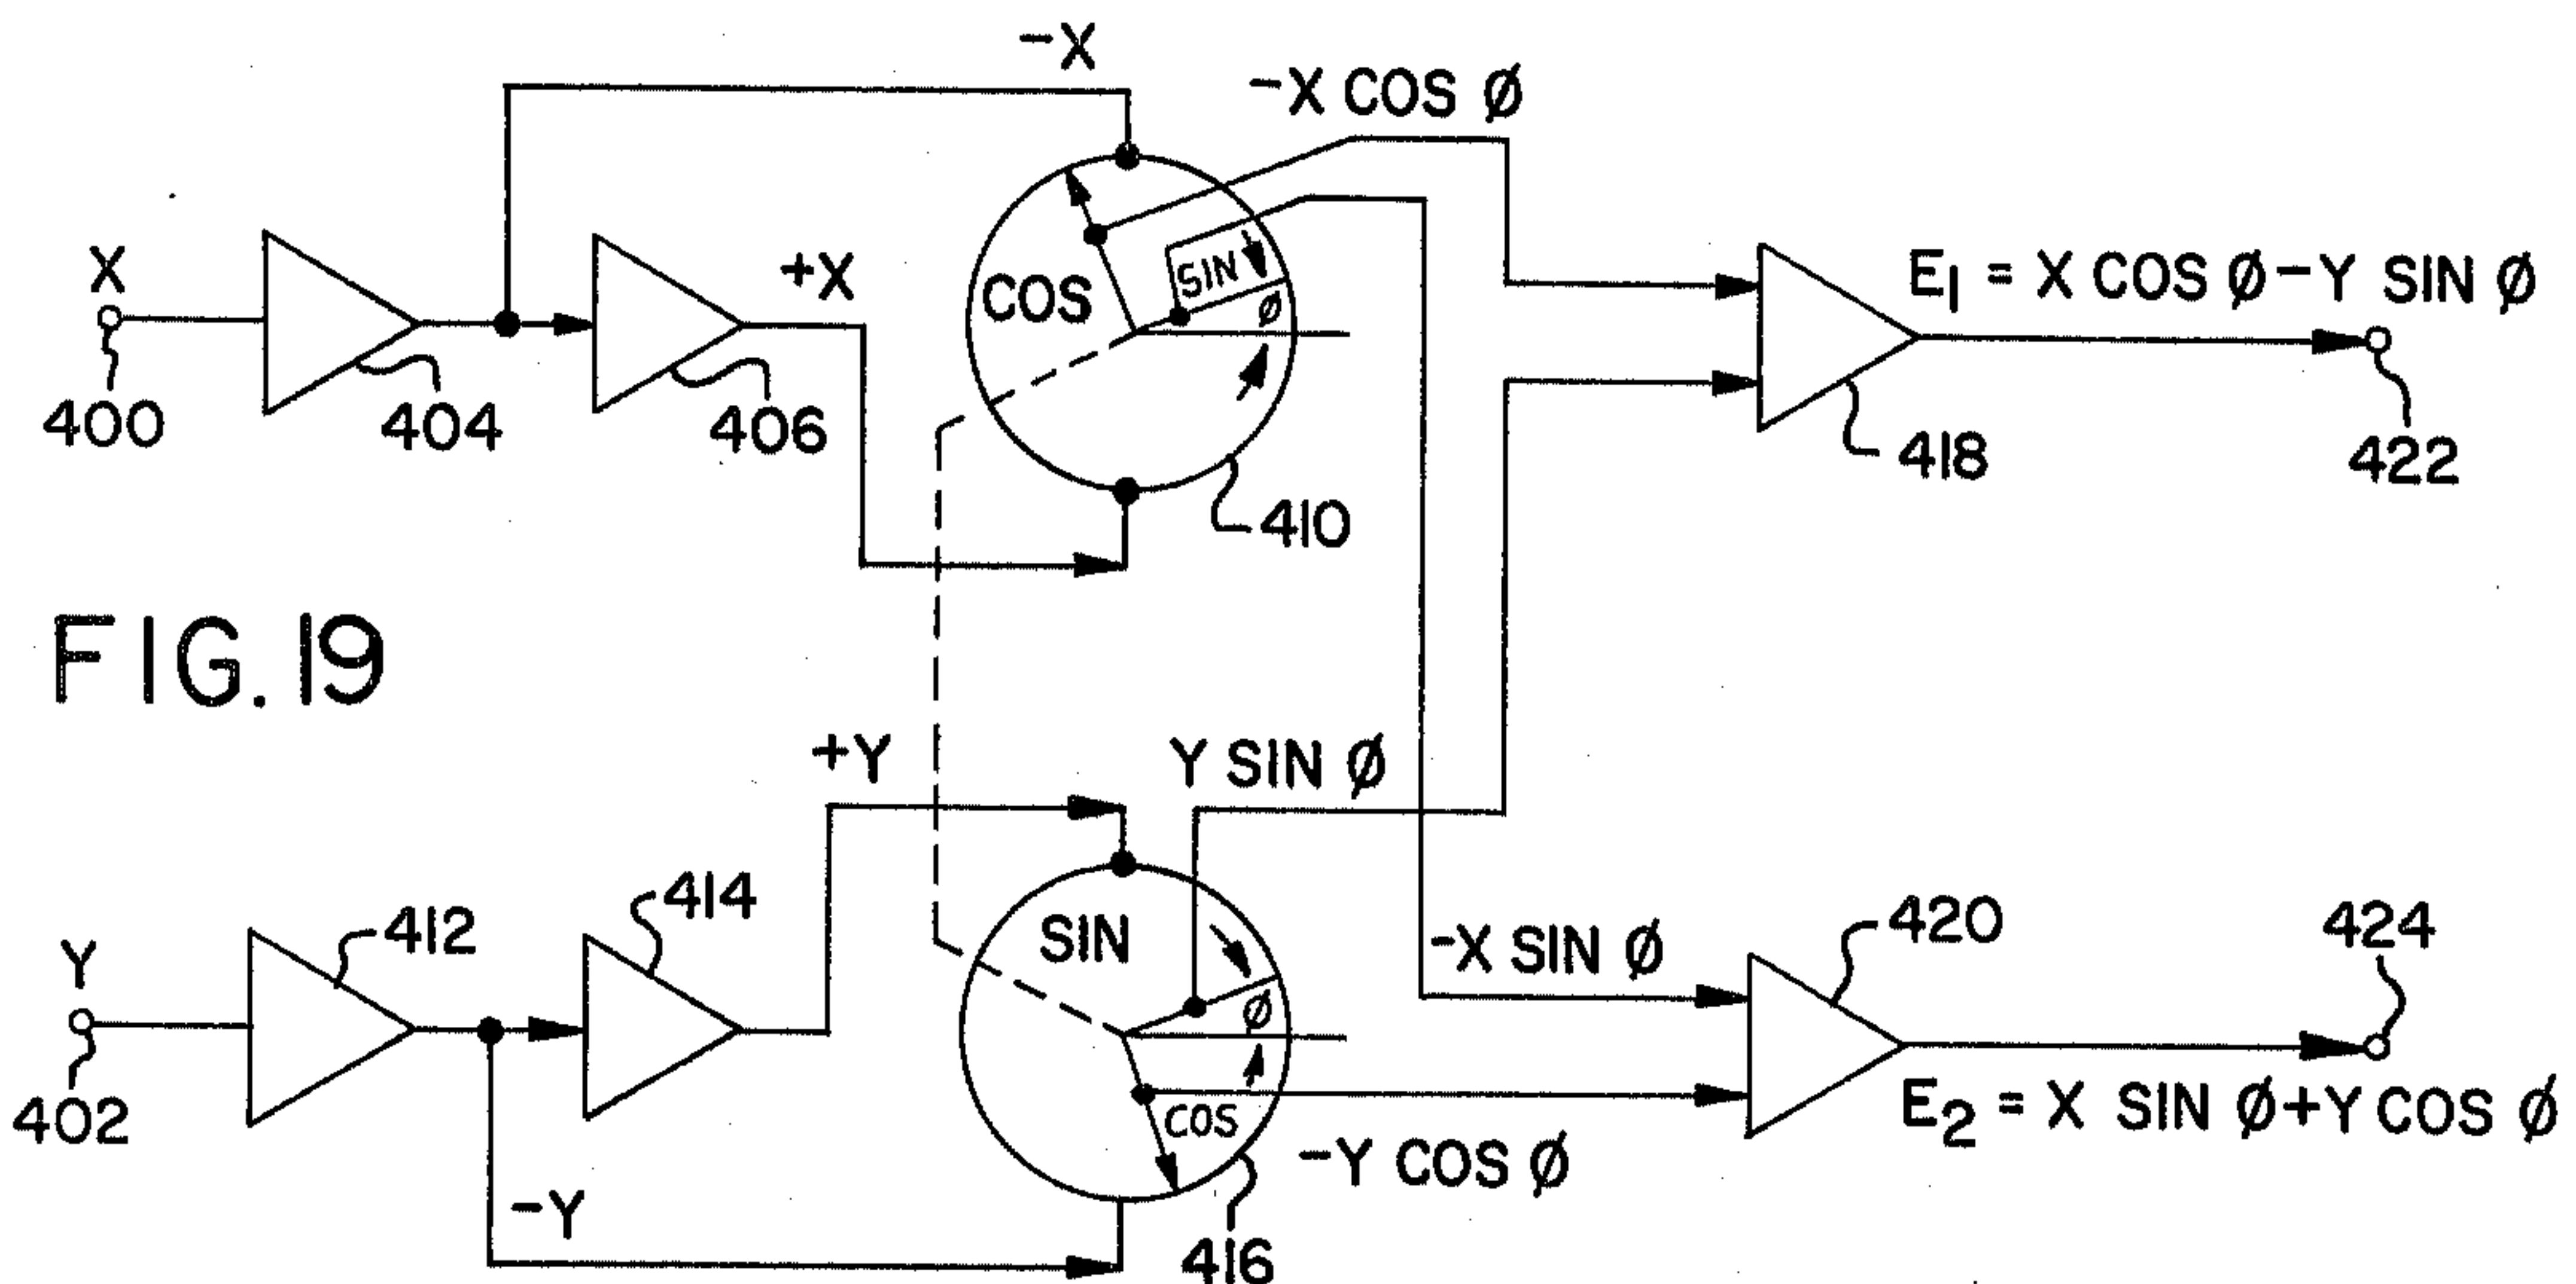 -X
-X COS ø
X
+X
COS
SIN
ø
E1 = X COS ø-Y SIN ø
400
404
406
410
418
422
FIG. 19
+Y
Y SIN ø
Y
412
414
SIN
ø
-X SIN ø
420
424
402
COS
E2 = X SIN ø+Y COS ø
-Y
-Y COS ø
416